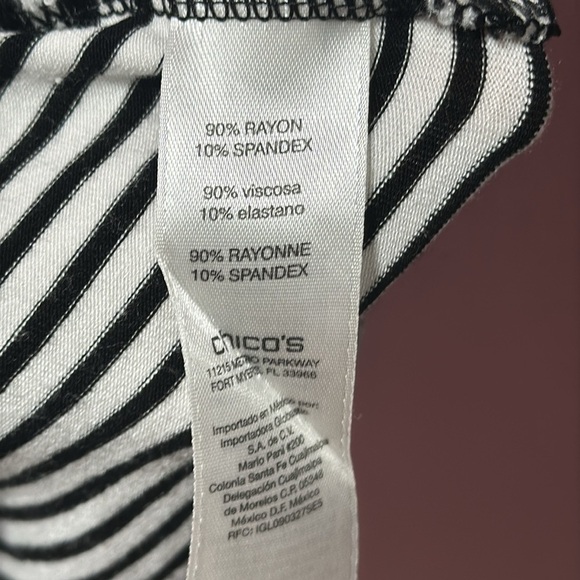 90% RAYON
10% SPANDEX
90% viscosa
10% elastano
90% RAYONNE
10% SPANDEX
chico's
11215 METRO PARKWAY
FORT MYERS, FL 33966
Importado en México por:
Importadora
S.A. de C.V.
Mario Pani #200
Colonia Santa Fe Cuajimalpa
Delegación Cuajimalpa
de Morelos C.P. 05348
México D.F. México
RFC: IGL090327SE5